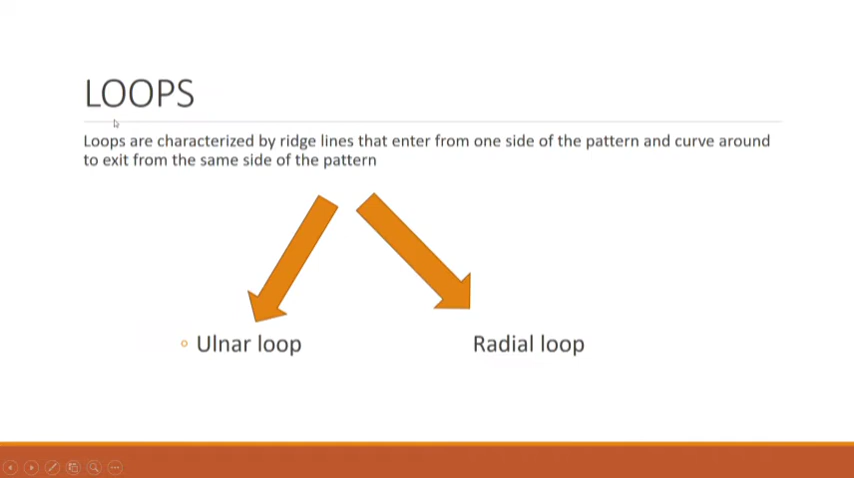 LOOPS
Loops are characterized by ridge lines that enter from one side of the pattern and curve around
to exit from the same side of the pattern
Ulnar loop
Radial loop